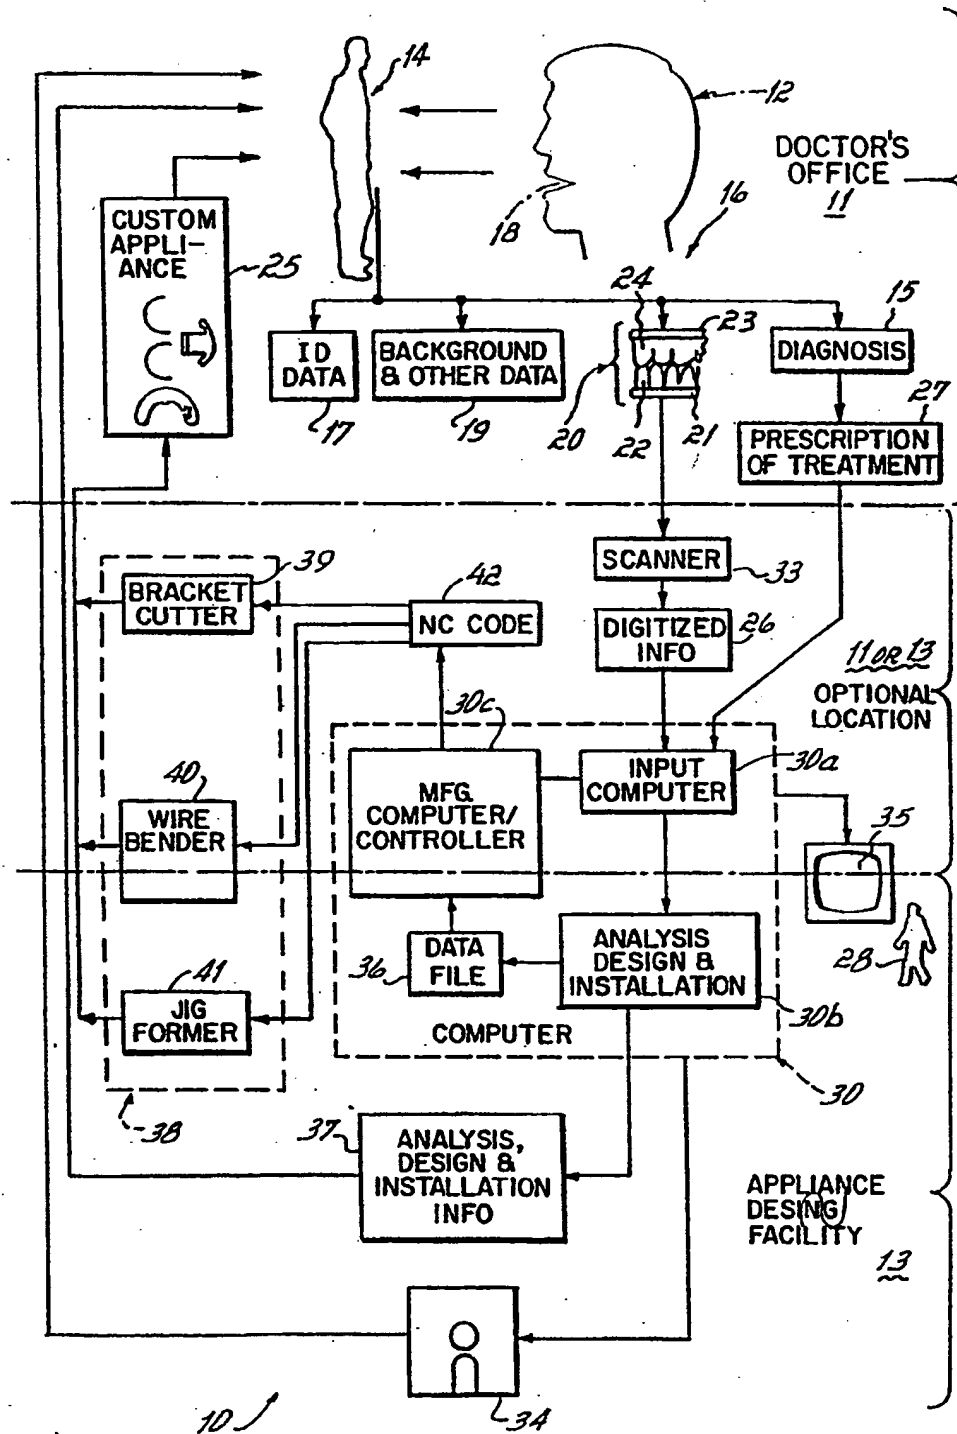 14
12
DOCTOR'S
OFFICE
11
16
18
CUSTOM
APPLI-
ANCE
25
24
23
15
ID
DATA
BACKGROUND
& OTHER DATA
DIAGNOSIS
27
17
19
20
22
21
PRESCRIPTION
OF TREATMENT
SCANNER
33
39
BRACKET
CUTTER
42
NC CODE
DIGITIZED
INFO
26
11 OR 13
OPTIONAL
LOCATION
30c
INPUT
COMPUTER
30a
MFG.
COMPUTER/
CONTROLLER
40
WIRE
BENDER
35
DATA
FILE
36
ANALYSIS
DESIGN &
INSTALLATION
28
30b
41
JIG
FORMER
COMPUTER
30
38
37
ANALYSIS,
DESIGN &
INSTALLATION
INFO
APPLIANCE
DESING
FACILITY
13
10
34